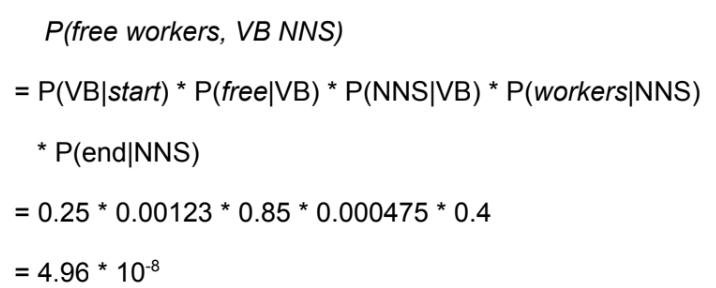 P(free workers, VB NNS)
= P(VB|start) * P(free|VB) * P(NNS|VB) * P(workers|NNS)
* P(end|NNS)
= 0.25 * 0.00123 * 0.85 * 0.000475 * 0.4
= 4.96 * 10⁻⁸